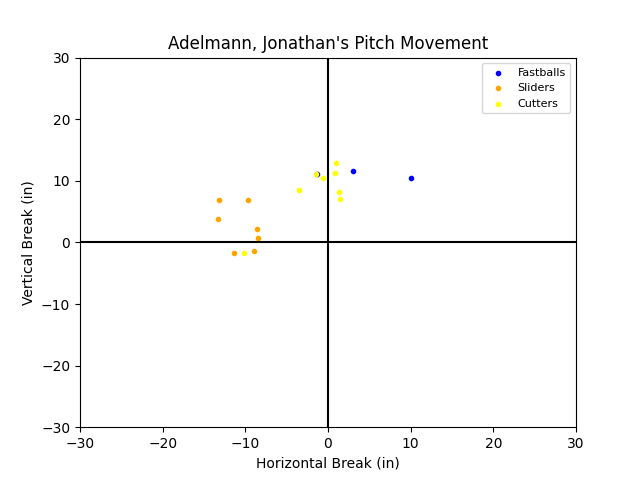 Adelmann, Jonathan's Pitch Movement
Fastballs
Sliders
Cutters
Vertical Break (in)
30
20
10
0
−10
−20
−30
−30
−20
−10
0
10
20
30
Horizontal Break (in)